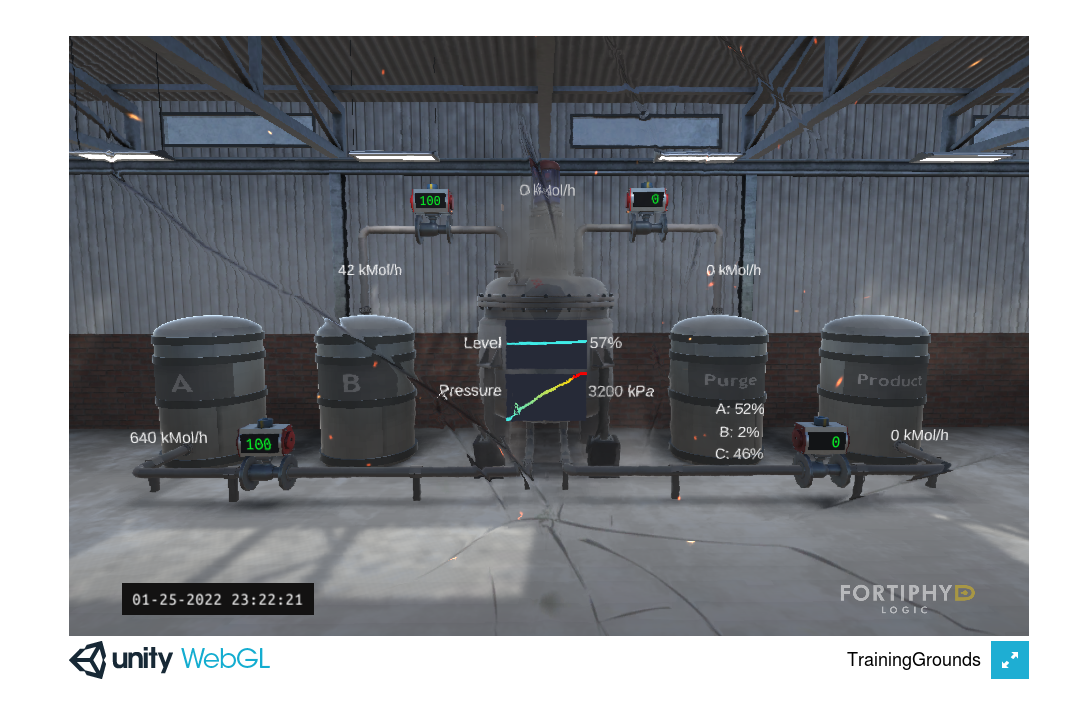 0 kMol/h
100
0
42 kMol/h
0 kMol/h
Level
57%
Pressure
3200 kPa
A
B
Purge
Product
A: 52%
B: 2%
C: 46%
640 kMol/h
100
0
0 kMol/h
01-25-2022 23:22:21
FORTIPHYD
LOGIC
unity WebGL
TrainingGrounds